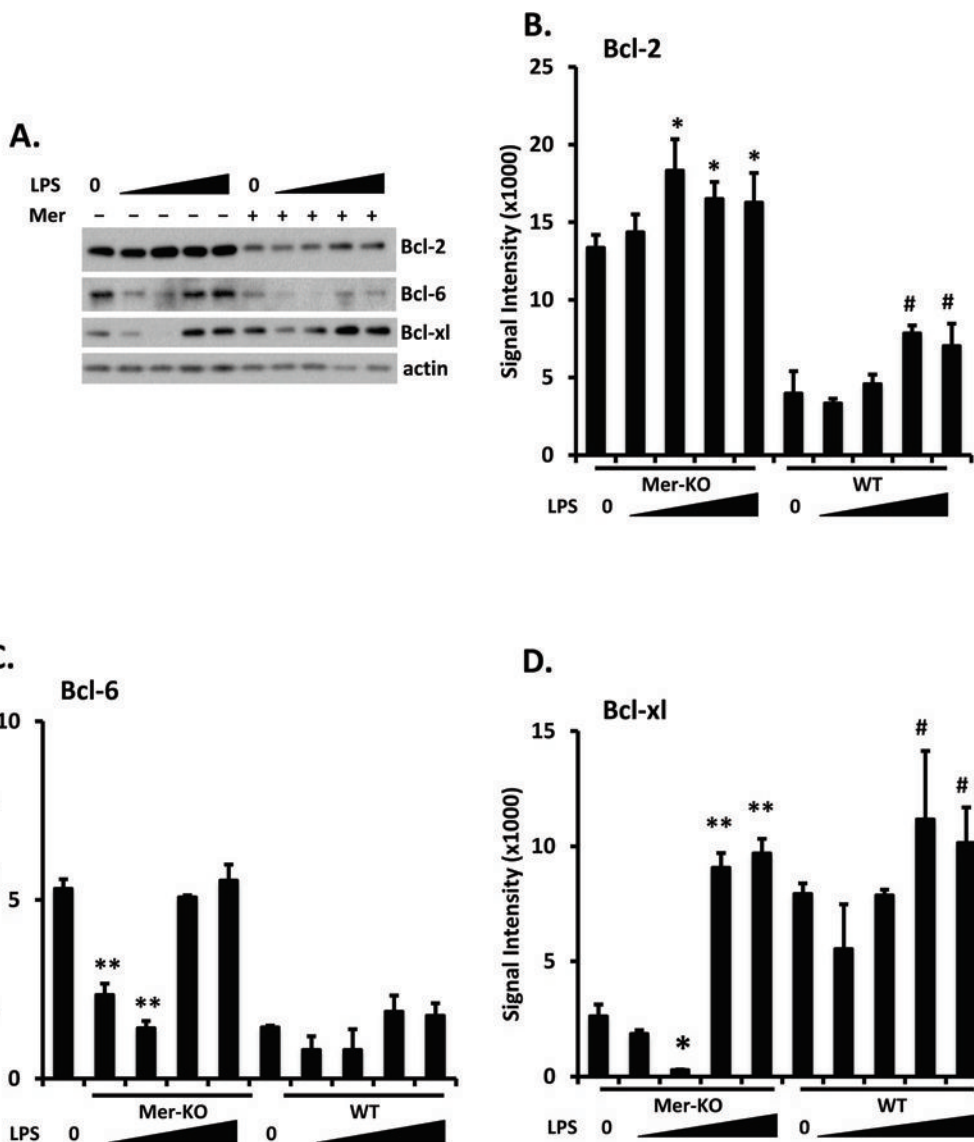 A.
LPS 0 0
Mer - - - - - + + + + +
Bcl-2
Bcl-6
Bcl-xl
actin
B.
Bcl-2
Signal Intensity (x1000)
25
20
15
10
5
0
* * *
# #
Mer-KO WT
LPS 0 0
C.
Bcl-6
10
5
0
** **
Mer-KO WT
LPS 0 0
D.
Bcl-xl
Signal Intensity (x1000)
15
10
5
0
* ** **
# #
Mer-KO WT
LPS 0 0